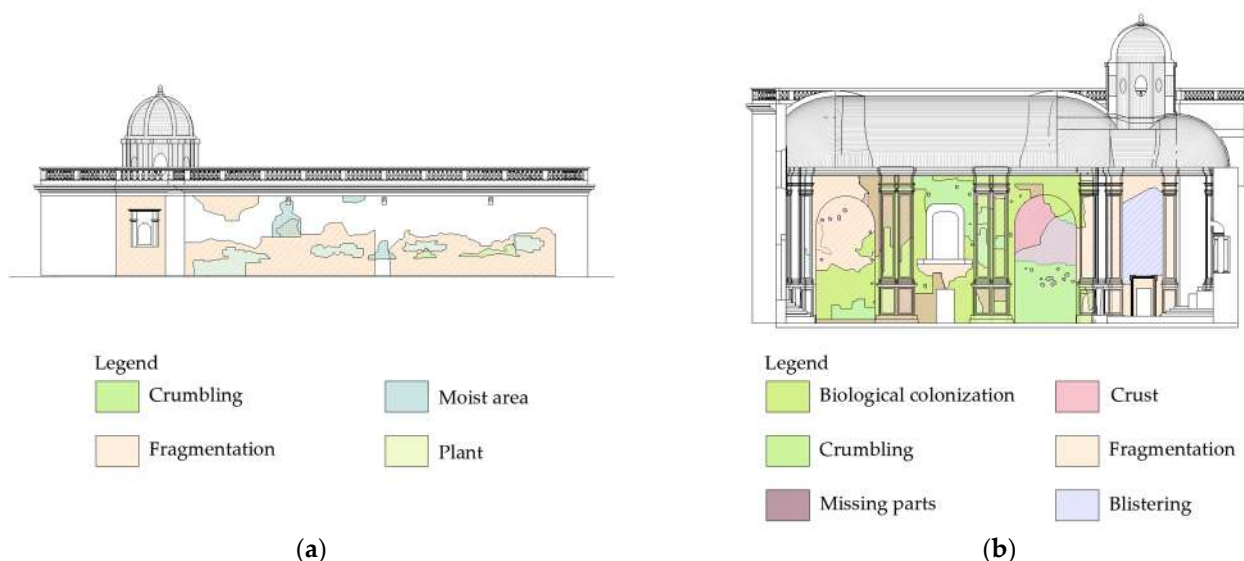 Legend
Crumbling
Moist area
Fragmentation
Plant
(a)
Legend
Biological colonization
Crust
Crumbling
Fragmentation
Missing parts
Blistering
(b)